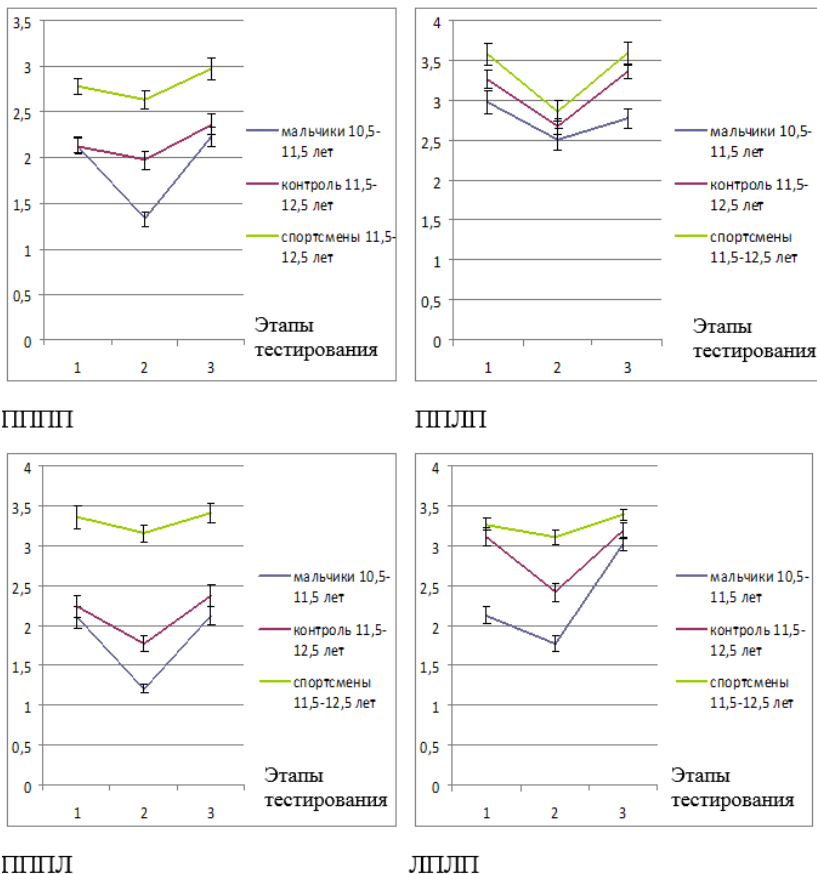 3,5
3
2,5
2
1,5
1
0,5
0
1 2 3
мальчики 10,5-
11,5 лет
контроль 11,5-
12,5 лет
спортсмены 11,5-
12,5 лет
Этапы
тестирования
ПППП
4
3,5
3
2,5
2
1,5
1
0,5
0
1 2 3
мальчики 10,5-
11,5 лет
контроль 11,5-
12,5 лет
спортсмены
11,5-12,5 лет
Этапы
тестирования
ППЛП
4
3,5
3
2,5
2
1,5
1
0,5
0
1 2 3
мальчики 10,5-
11,5 лет
контроль 11,5-
12,5 лет
спортсмены
11,5-12,5 лет
Этапы
тестирования
ПППЛ
4
3,5
3
2,5
2
1,5
1
0,5
0
1 2 3
мальчики 10,5-
11,5 лет
контроль 11,5-
12,5 лет
спортсмены
11,5-12,5 лет
Этапы
тестирования
ЛПЛП